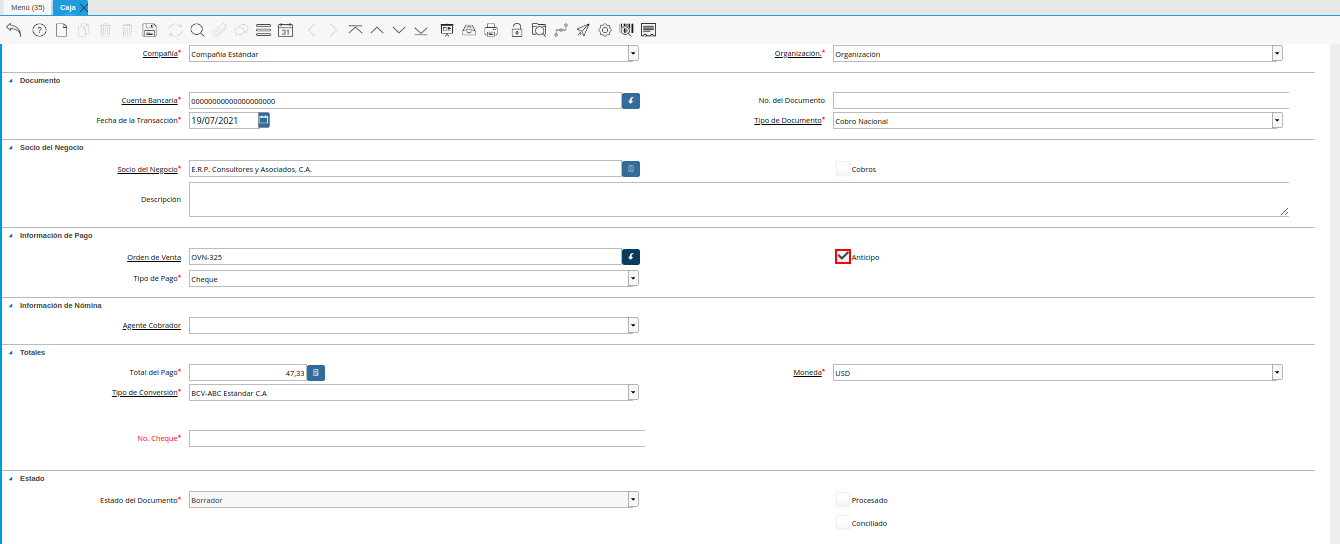 Menú (35) Caja
31
Compañía* Compañía Estándar Organización.* Organización
Documento
Cuenta Bancaria* 00000000000000000000 No. del Documento
Fecha de la Transacción* 19/07/2021 Tipo de Documento* Cobro Nacional
Socio del Negocio
Socio del Negocio* E.R.P. Consultores y Asociados, C.A. Cobros
Descripción
Información de Pago
Orden de Venta OVN-325 Anticipo
Tipo de Pago* Cheque
Información de Nómina
Agente Cobrador
Totales
Total del Pago* 47,33 Moneda* USD
Tipo de Conversión* BCV-ABC Estándar C.A
No. Cheque*
Estado
Estado del Documento* Borrador Procesado
Conciliado